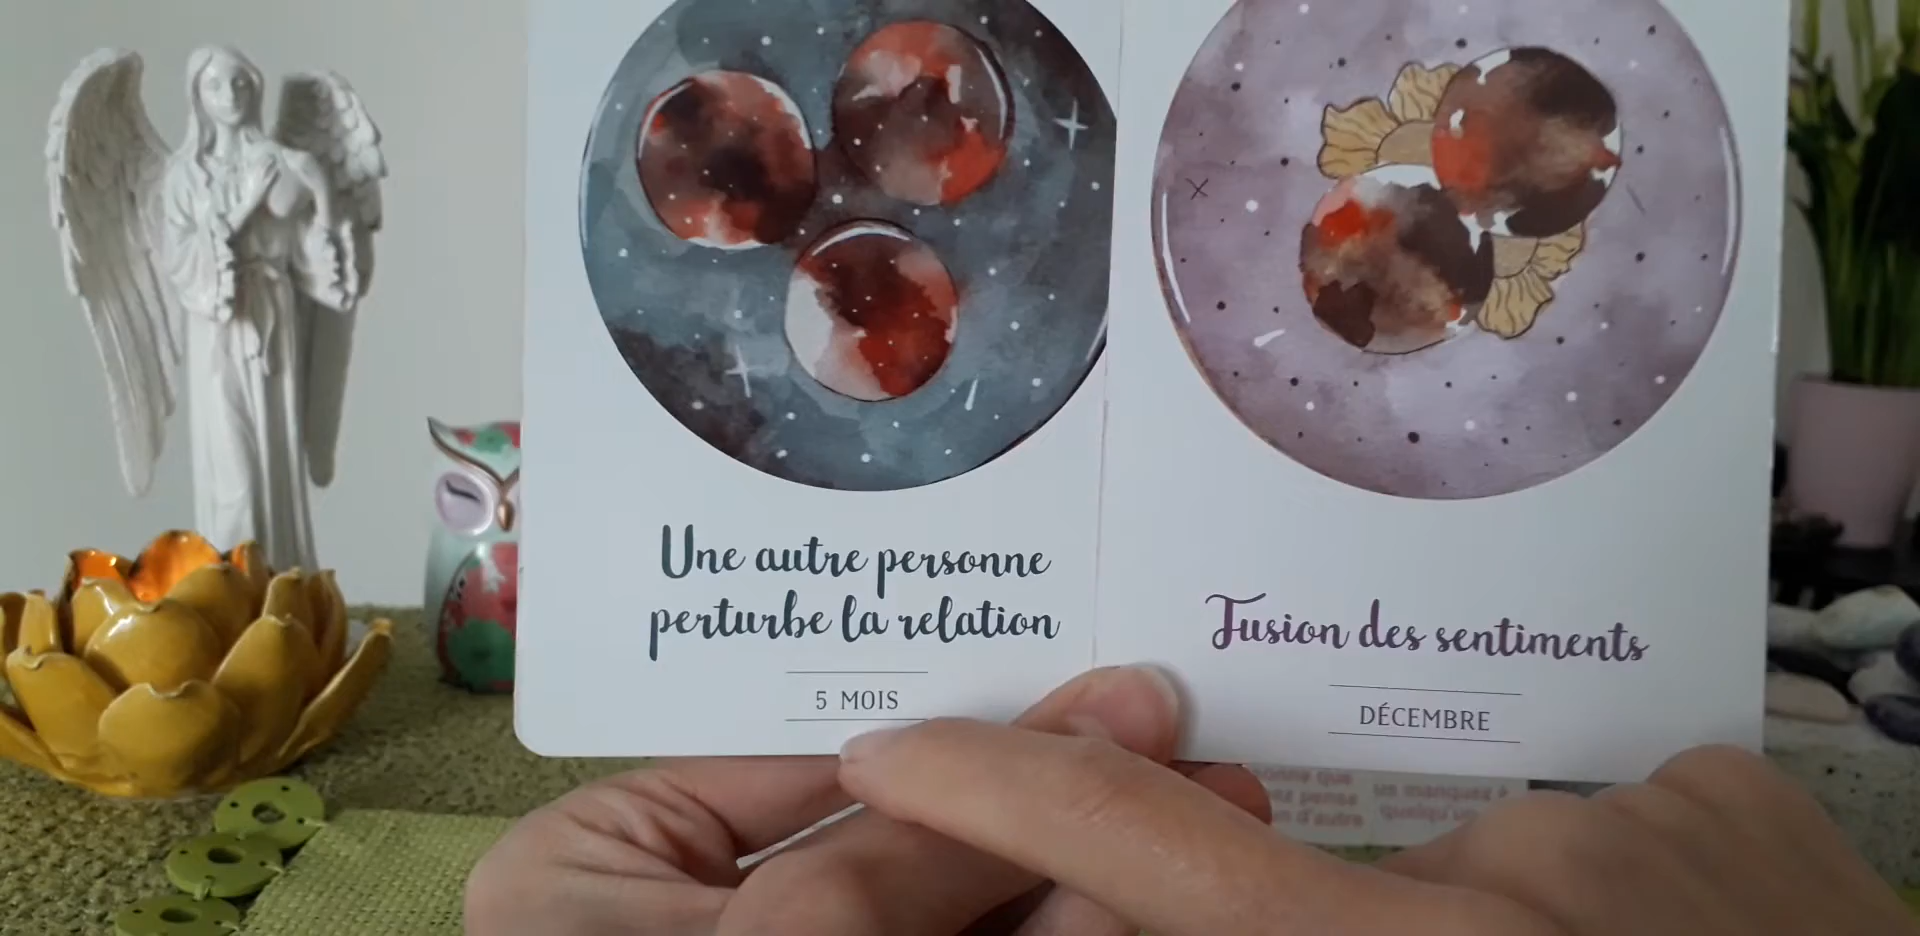 Une autre personne
perturbe la relation
5 MOIS
Fusion des sentiments
DÉCEMBRE